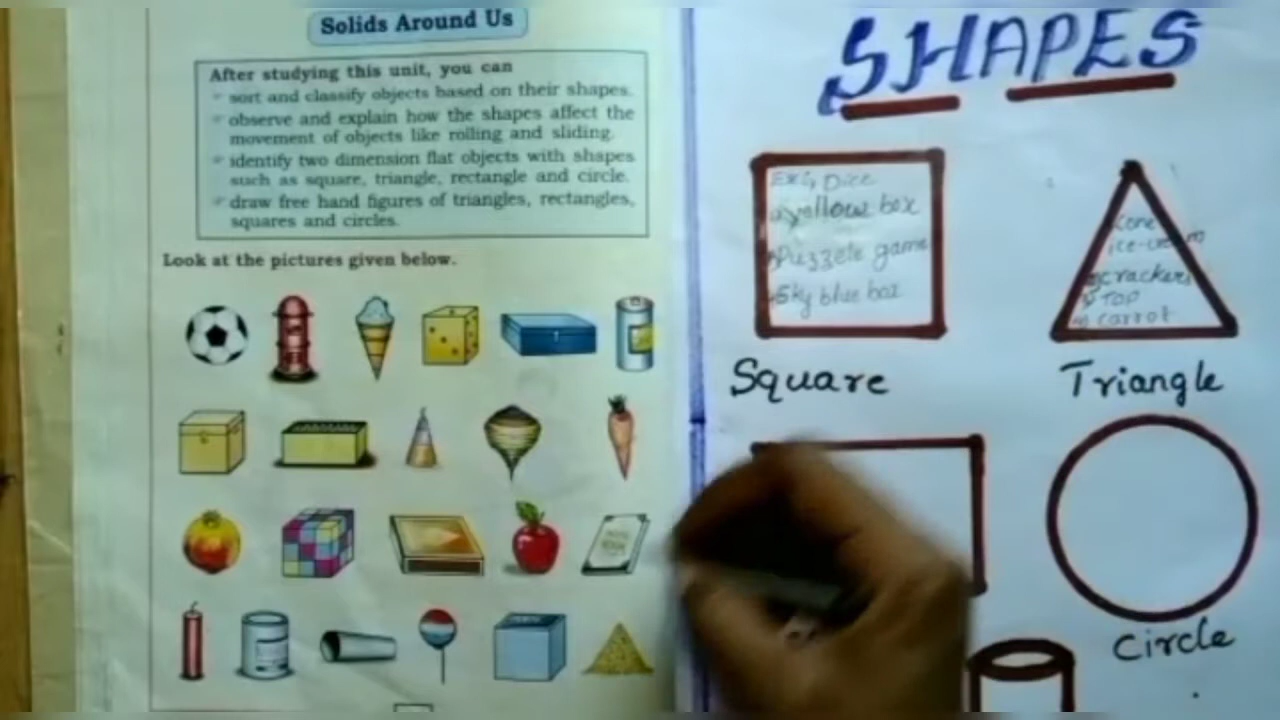 Solids Around Us
After studying this unit, you can
sort and classify objects based on their shapes.
observe and explain how the shapes affect the
movement of objects like rolling and sliding.
identify two dimension flat objects with shapes
such as square, triangle, rectangle and circle.
draw free hand figures of triangles, rectangles,
squares and circles.
Look at the pictures given below.
SHAPES
Dice
yellow box
Puzzele game
Sky blue box
Square
Cone
ice-cream
crackers
TOP
carrot
Triangle
Circle